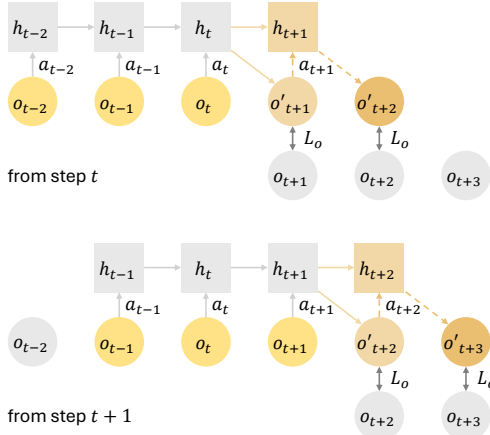 h_{t−2} h_{t−1} h_t h_{t+1}
a_{t−2} a_{t−1} a_t a_{t+1}
o_{t−2} o_{t−1} o_t o'_{t+1} o'_{t+2}
L_o L_o
from step t o_{t+1} o_{t+2} o_{t+3}
h_{t−1} h_t h_{t+1} h_{t+2}
a_{t−1} a_t a_{t+1} a_{t+2}
o_{t−2} o_{t−1} o_t o_{t+1} o'_{t+2} o'_{t+3}
L_o L_o
from step t + 1 o_{t+2} o_{t+3}